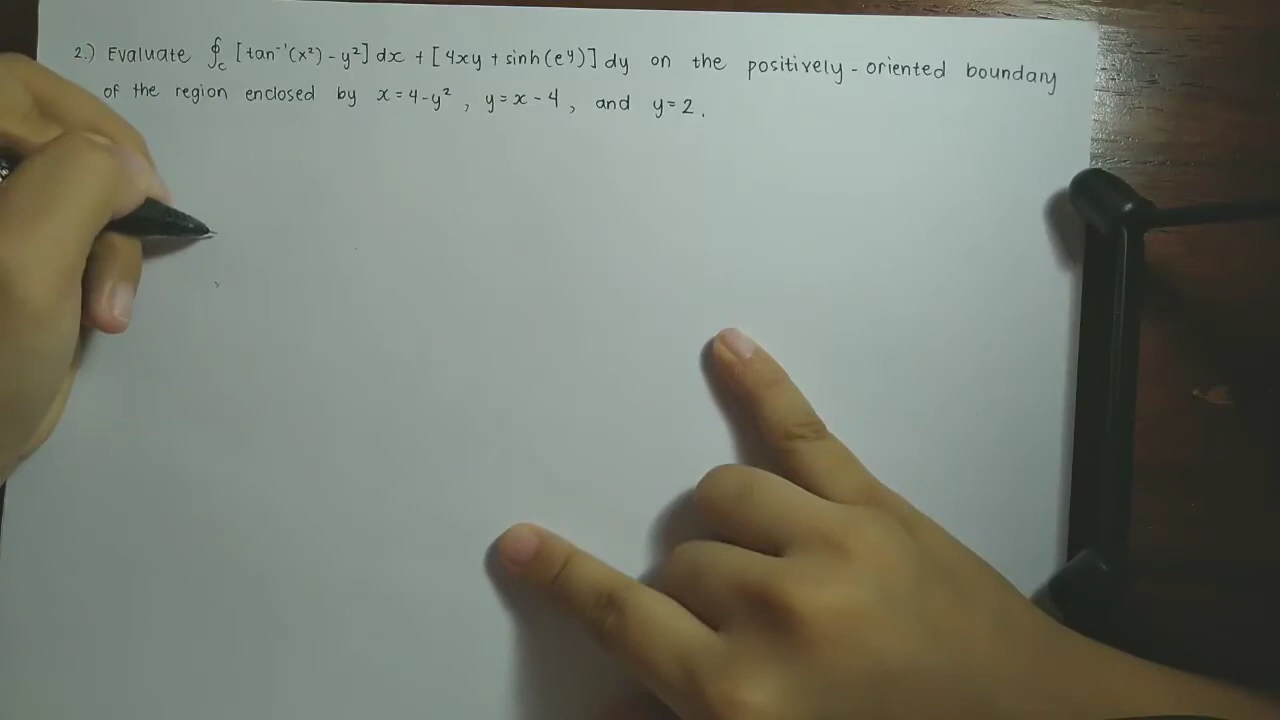 2.) Evaluate ∮c [tan⁻¹(x²) - y²] dx + [4xy + sinh(e^y)] dy on the positively-oriented boundary
of the region enclosed by x = 4 - y² , y = x - 4 , and y = 2 .